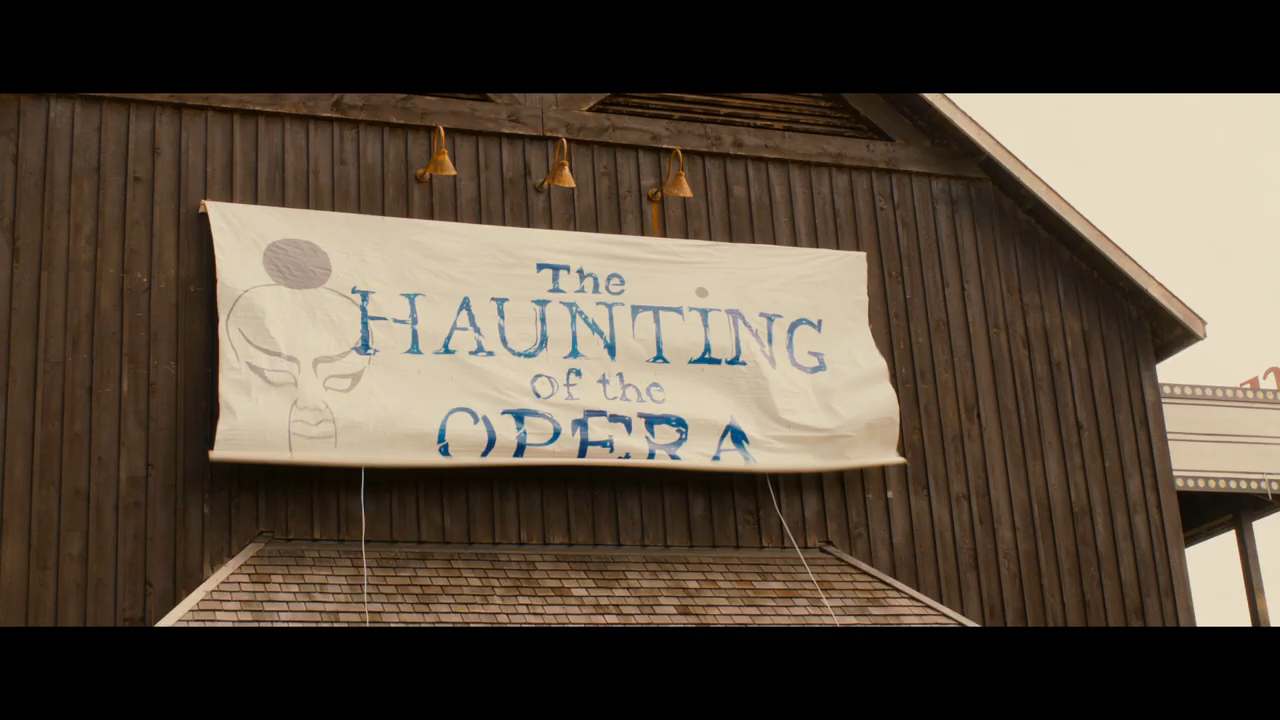 The
HAUNTING
of the
OPERA